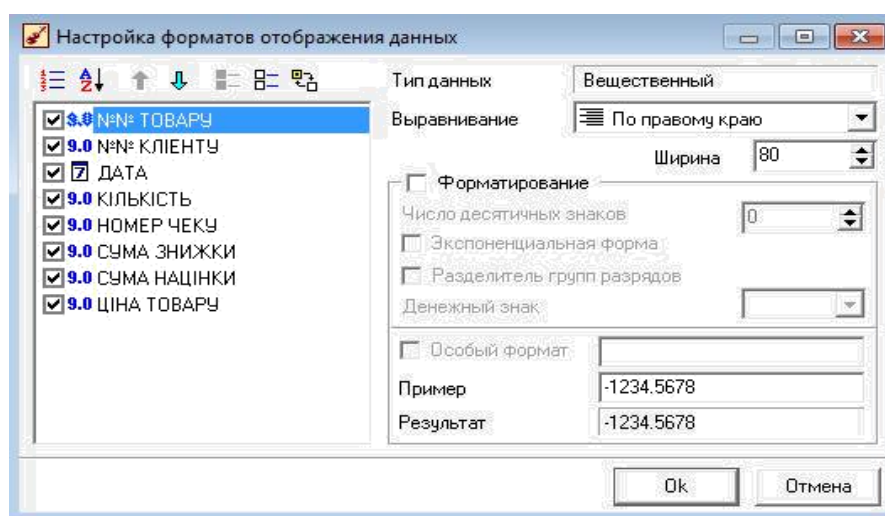 Настройка форматов отображения данных
Тип данных Вещественный
Выравнивание По правому краю
Ширина 80
9.0 №№ ТОВАРУ
9.0 №№ КЛІЕНТУ
7 ДАТА
9.0 КІЛЬКІСТЬ
9.0 НОМЕР ЧЕКУ
9.0 СУМА ЗНИЖКИ
9.0 СУМА НАЦІНКИ
9.0 ЦІНА ТОВАРУ
Форматирование
Число десятичных знаков 0
Экспоненциальная форма
Разделитель групп разрядов
Денежный знак
Особый формат
Пример -1234.5678
Результат -1234.5678
Ok Отмена